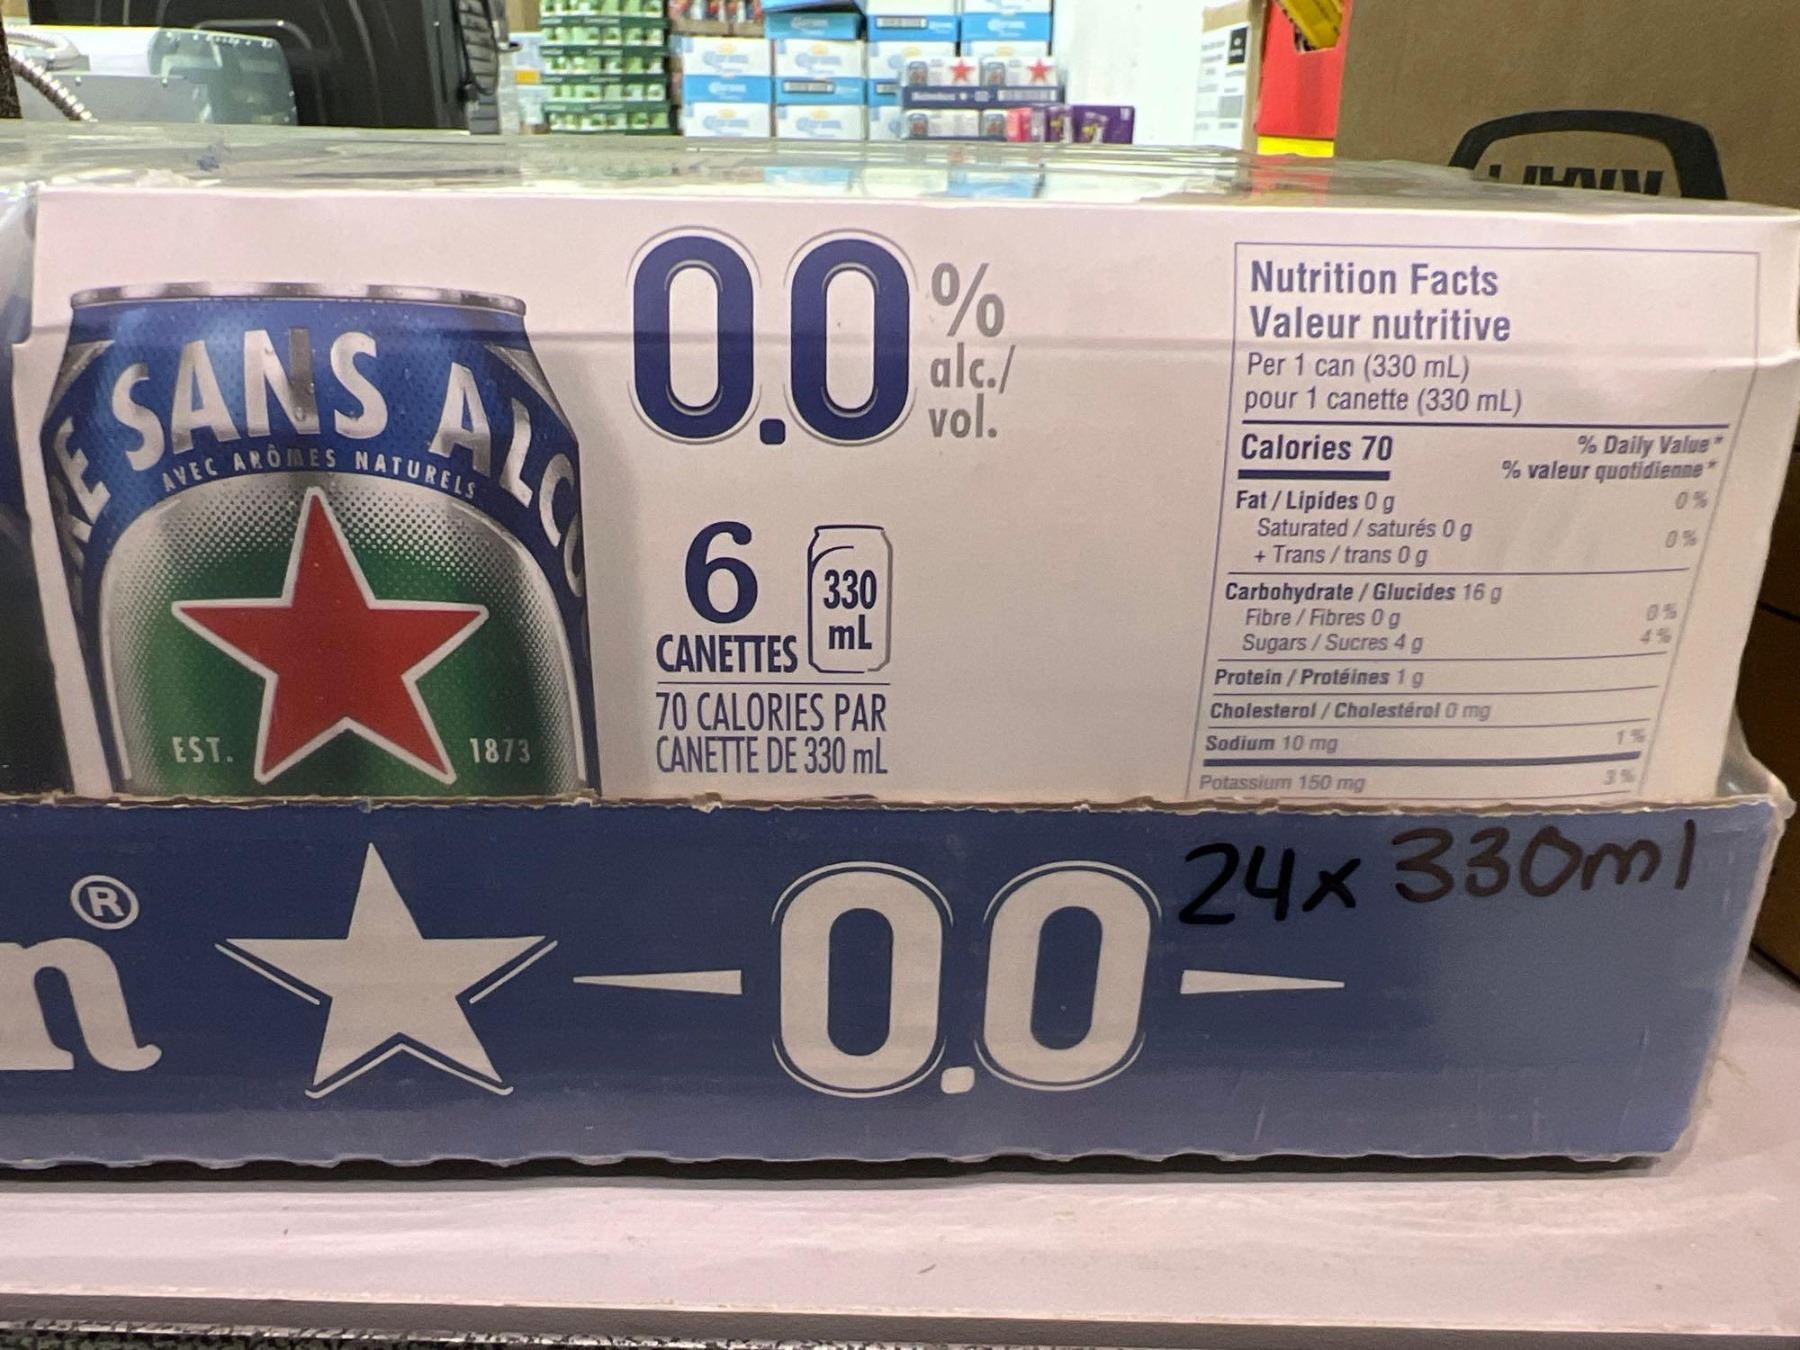 SANS ALCO
AVEC ARÔMES NATURELS
EST. 1873
0.0 % alc./vol.
6 CANETTES
330 mL
70 CALORIES PAR
CANETTE DE 330 mL
Nutrition Facts
Valeur nutritive
Per 1 can (330 mL)
pour 1 canette (330 mL)
Calories 70
% Daily Value*
% valeur quotidienne*
Fat / Lipides 0 g 0 %
Saturated / saturés 0 g
+ Trans / trans 0 g 0 %
Carbohydrate / Glucides 16 g
Fibre / Fibres 0 g 0 %
Sugars / Sucres 4 g 4 %
Protein / Protéines 1 g
Cholesterol / Cholestérol 0 mg
Sodium 10 mg 1 %
Potassium 150 mg 3 %
24x 330ml
n® 0.0